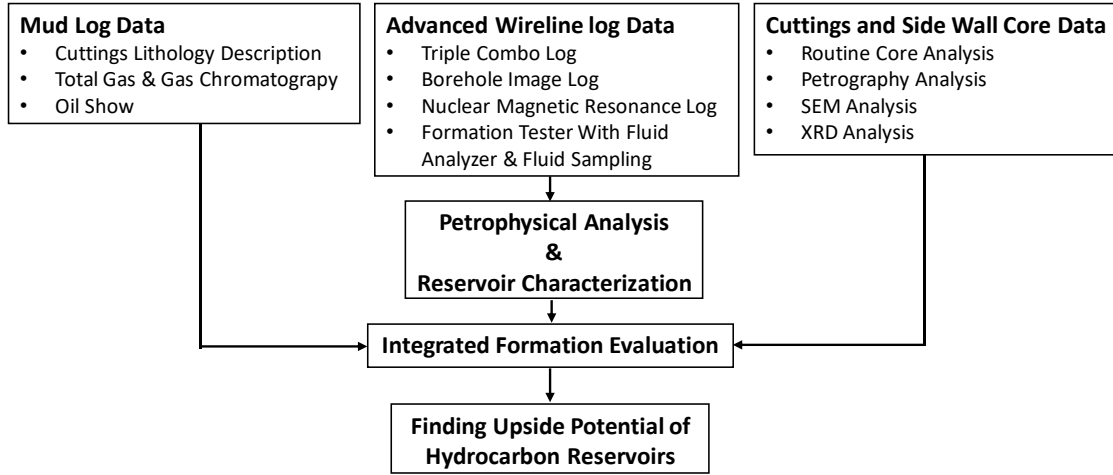 Mud Log Data
• Cuttings Lithology Description
• Total Gas & Gas Chromatograpy
• Oil Show
Advanced Wireline log Data
• Triple Combo Log
• Borehole Image Log
• Nuclear Magnetic Resonance Log
• Formation Tester With Fluid
Analyzer & Fluid Sampling
Cuttings and Side Wall Core Data
• Routine Core Analysis
• Petrography Analysis
• SEM Analysis
• XRD Analysis
Petrophysical Analysis
&
Reservoir Characterization
Integrated Formation Evaluation
Finding Upside Potential of
Hydrocarbon Reservoirs